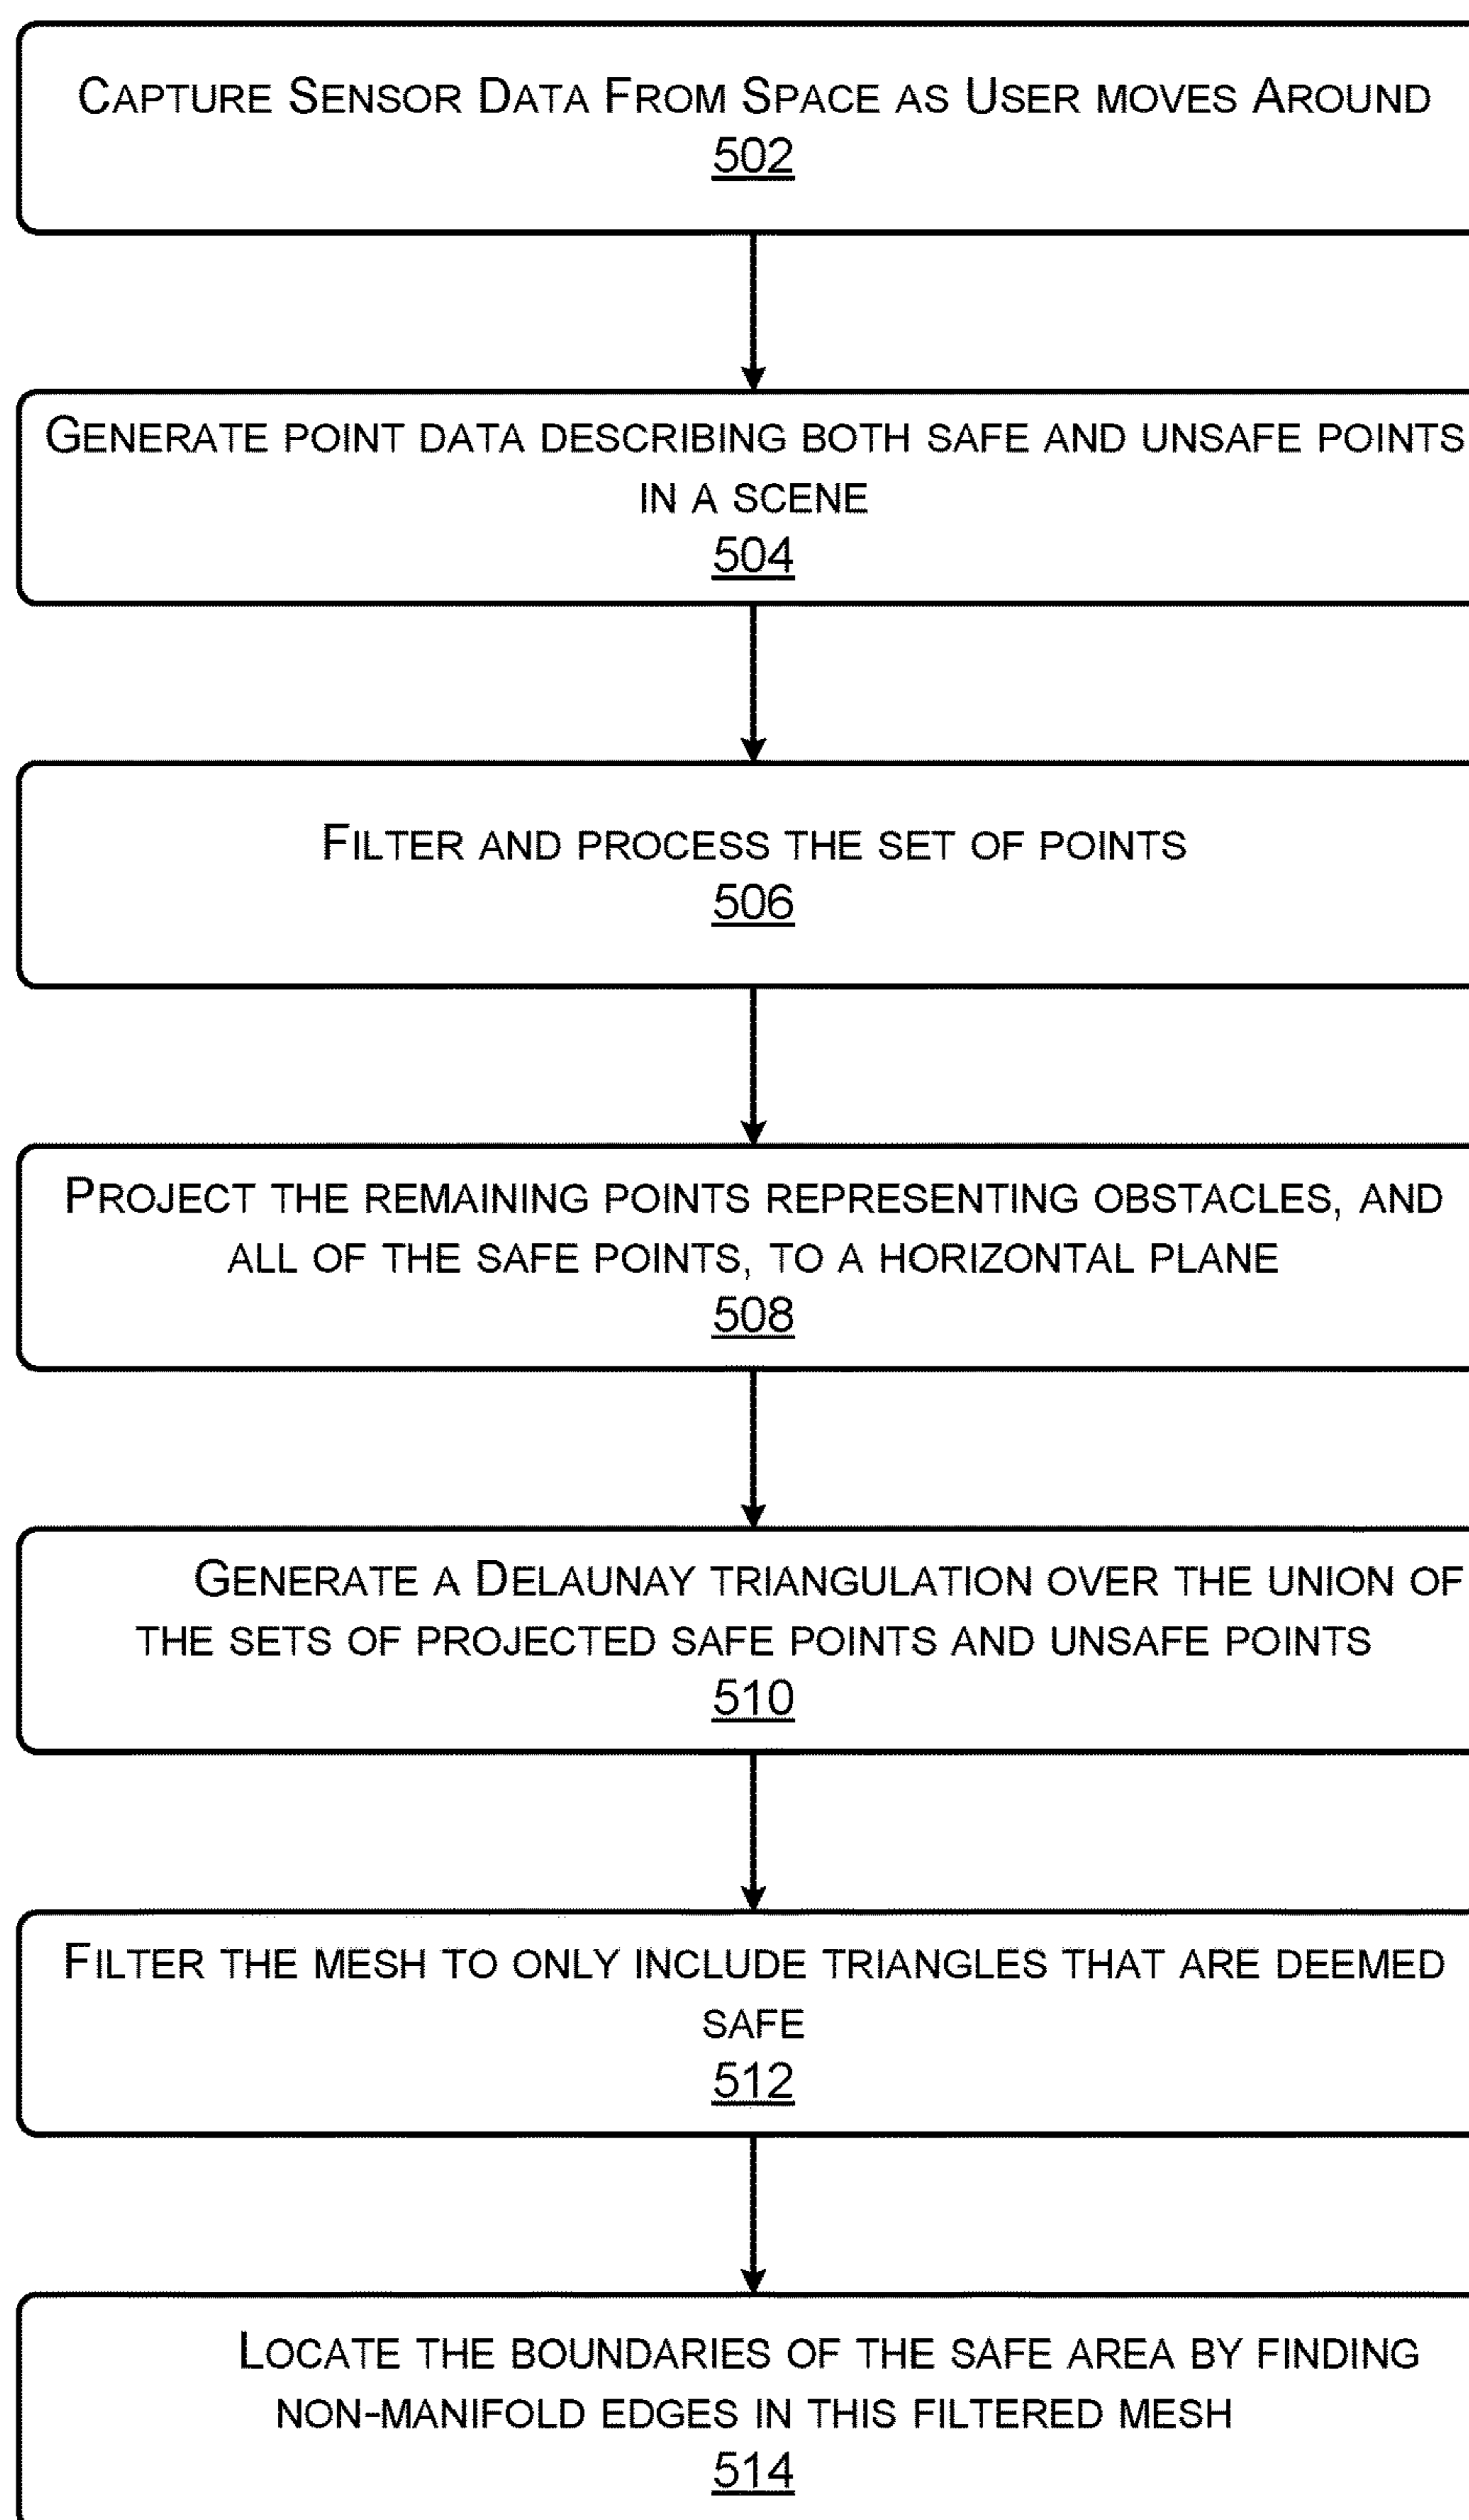 CAPTURE SENSOR DATA FROM SPACE AS USER MOVES AROUND
502
GENERATE POINT DATA DESCRIBING BOTH SAFE AND UNSAFE POINTS
IN A SCENE
504
FILTER AND PROCESS THE SET OF POINTS
506
PROJECT THE REMAINING POINTS REPRESENTING OBSTACLES, AND
ALL OF THE SAFE POINTS, TO A HORIZONTAL PLANE
508
GENERATE A DELAUNAY TRIANGULATION OVER THE UNION OF
THE SETS OF PROJECTED SAFE POINTS AND UNSAFE POINTS
510
FILTER THE MESH TO ONLY INCLUDE TRIANGLES THAT ARE DEEMED
SAFE
512
LOCATE THE BOUNDARIES OF THE SAFE AREA BY FINDING
NON-MANIFOLD EDGES IN THIS FILTERED MESH
514